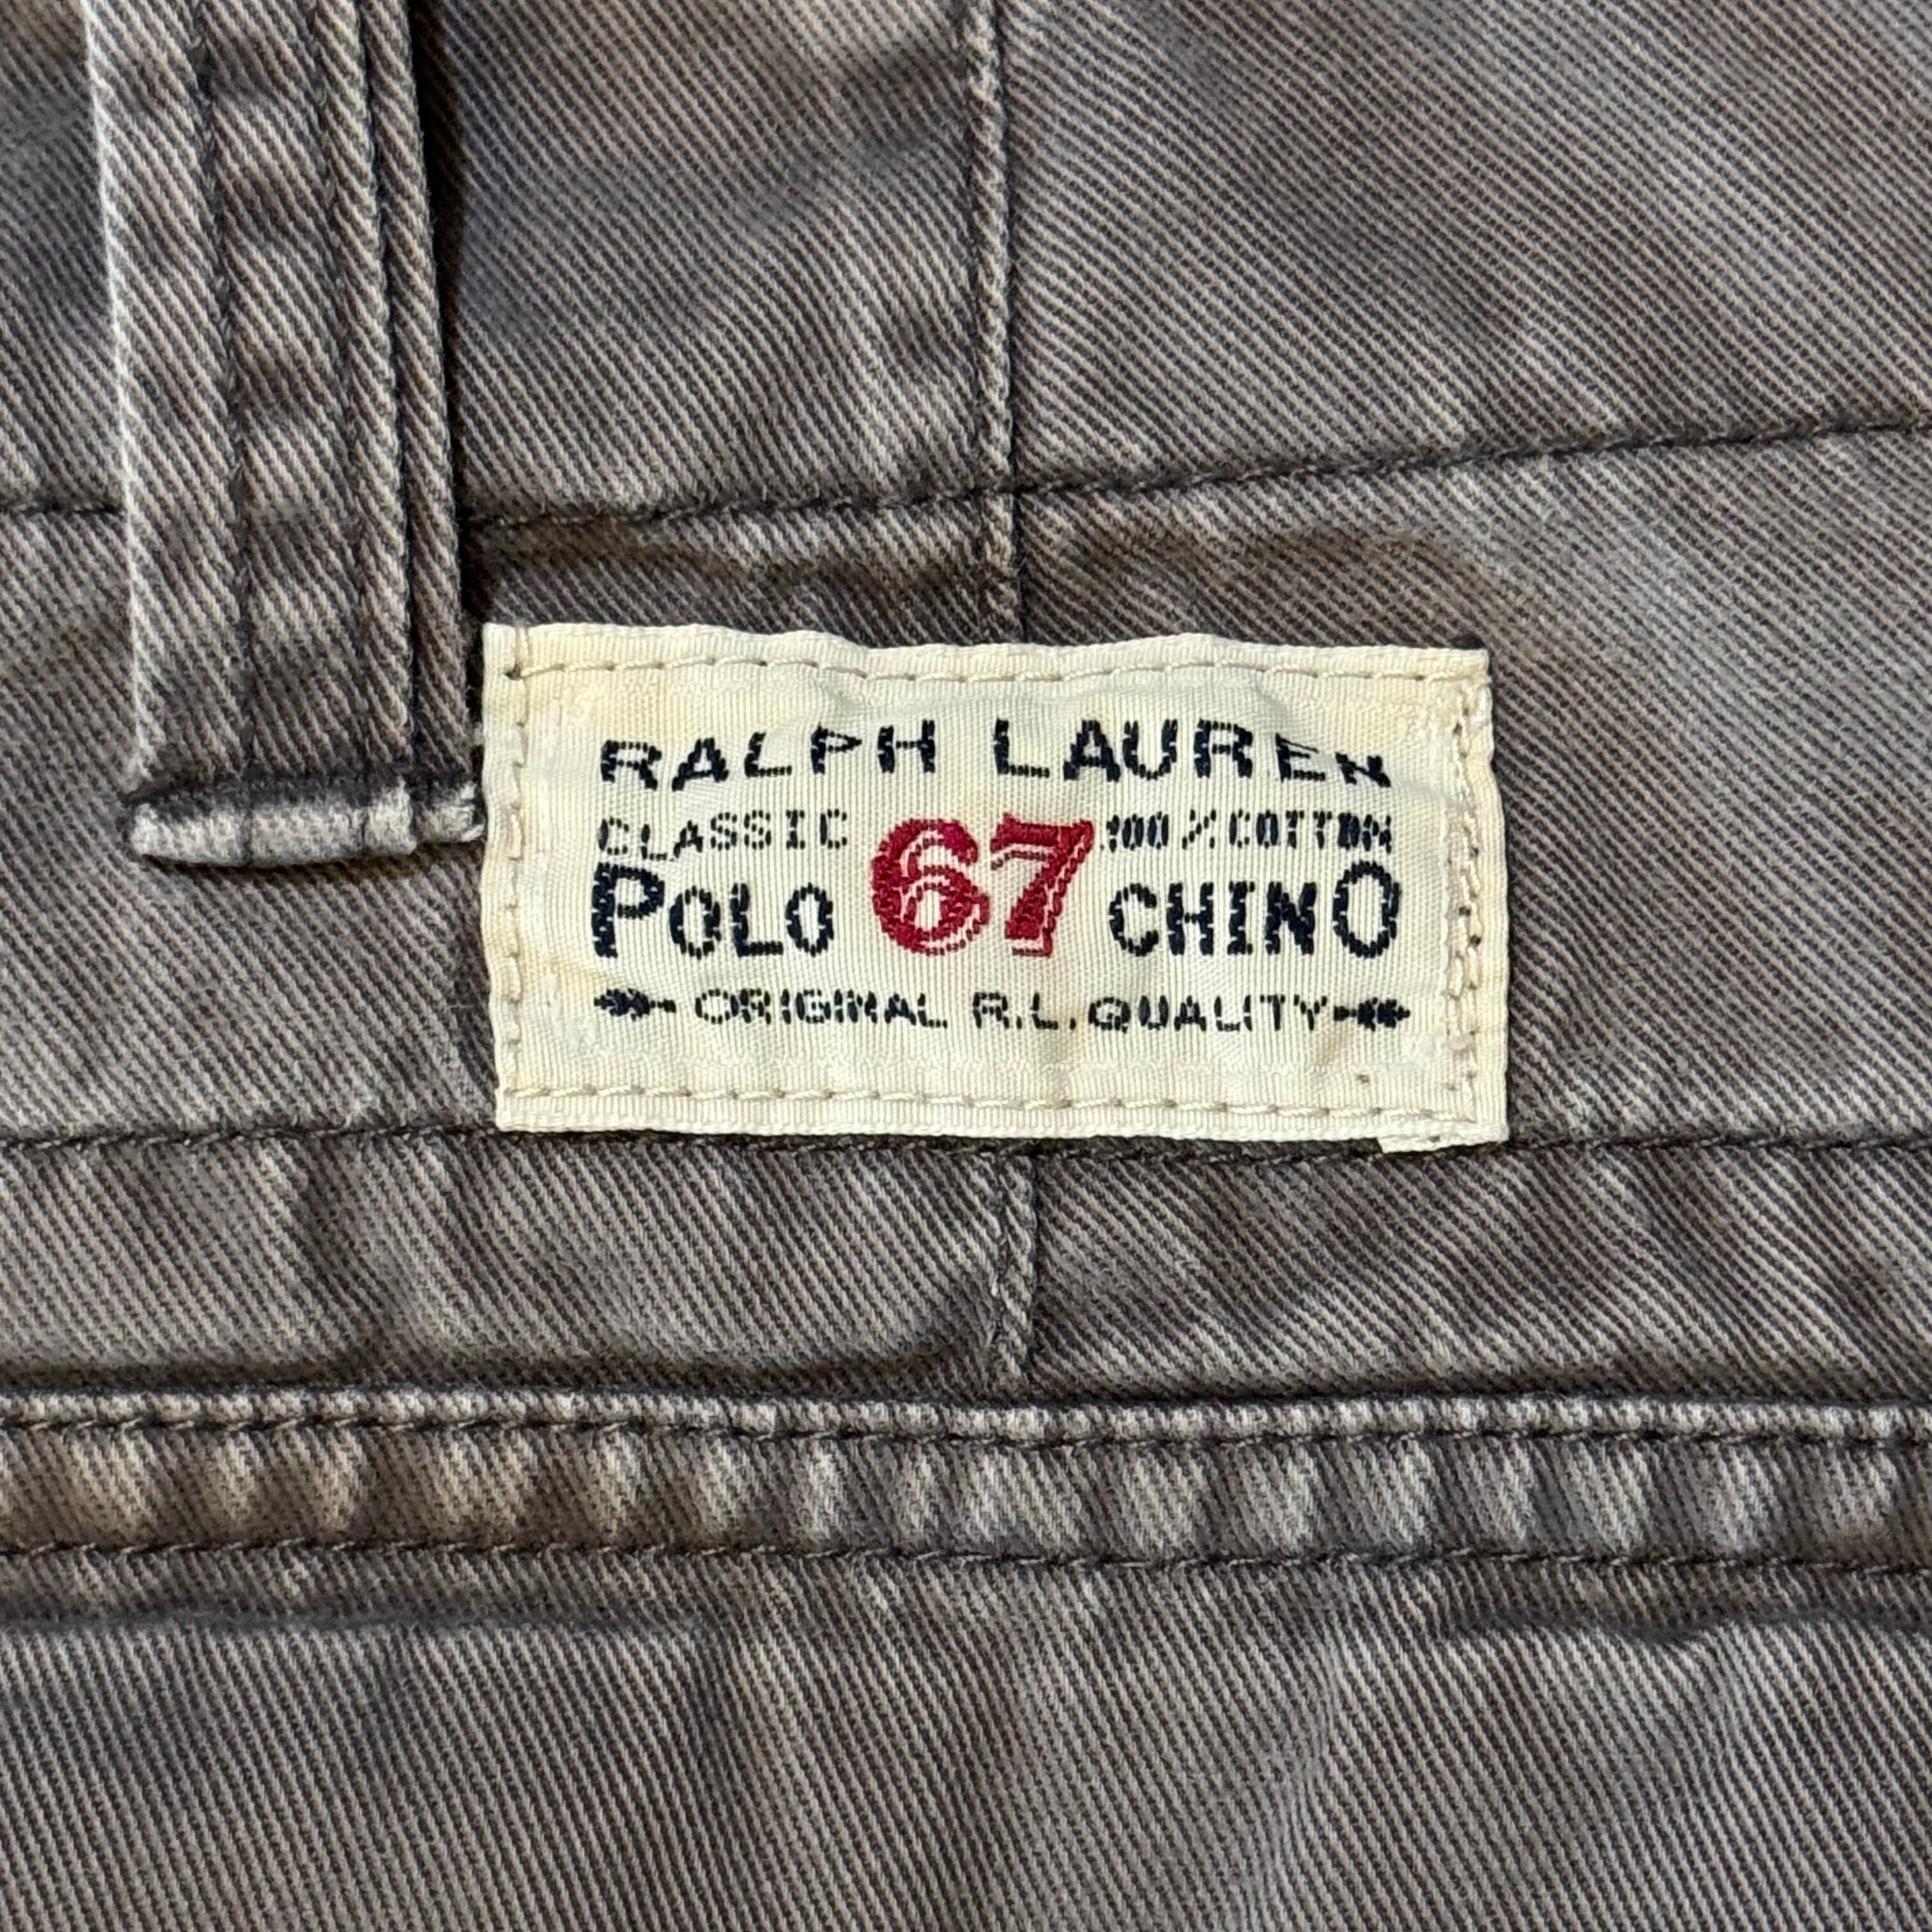 RALPH LAUREN
CLASSIC 67 100% COTTON
POLO CHINO
ORIGINAL R.L. QUALITY